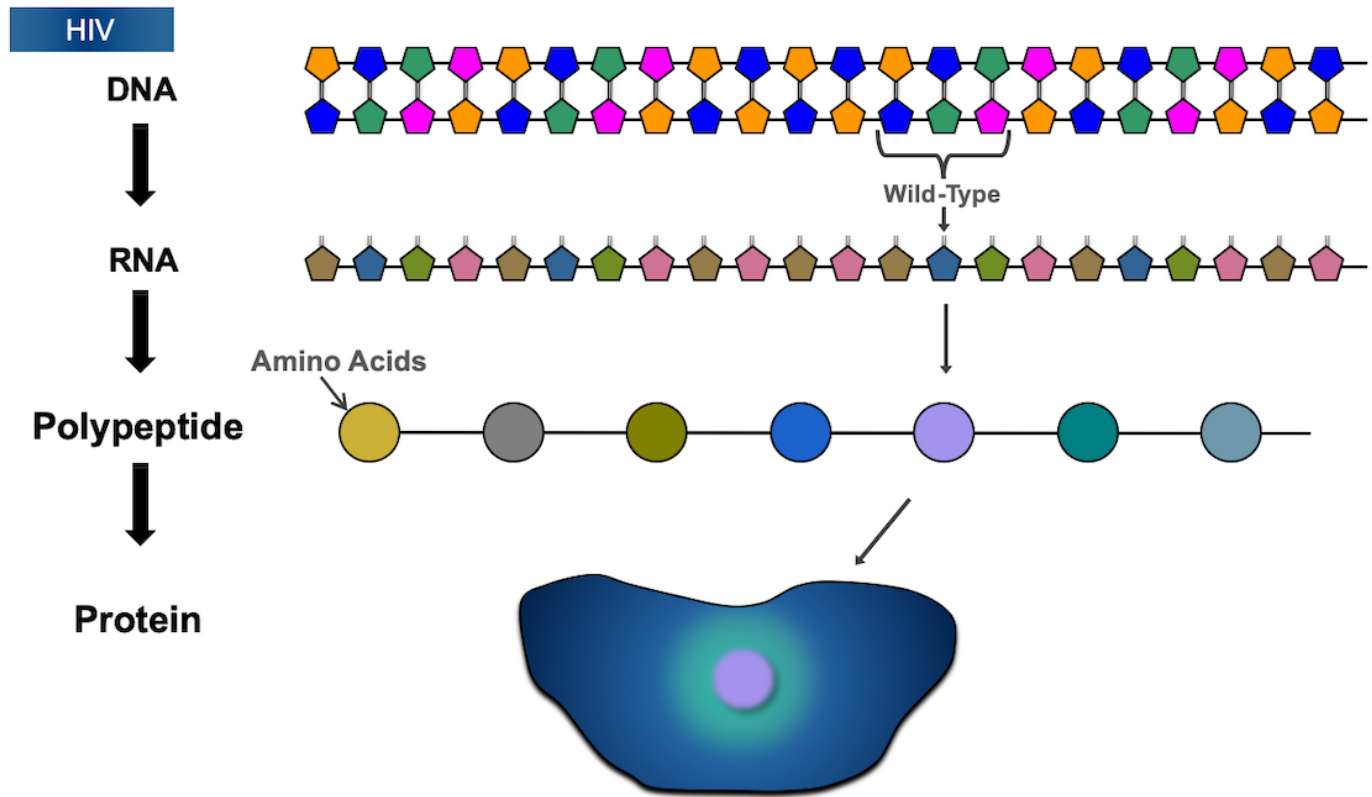 HIV
DNA
Wild-Type
RNA
Amino Acids
Polypeptide
Protein